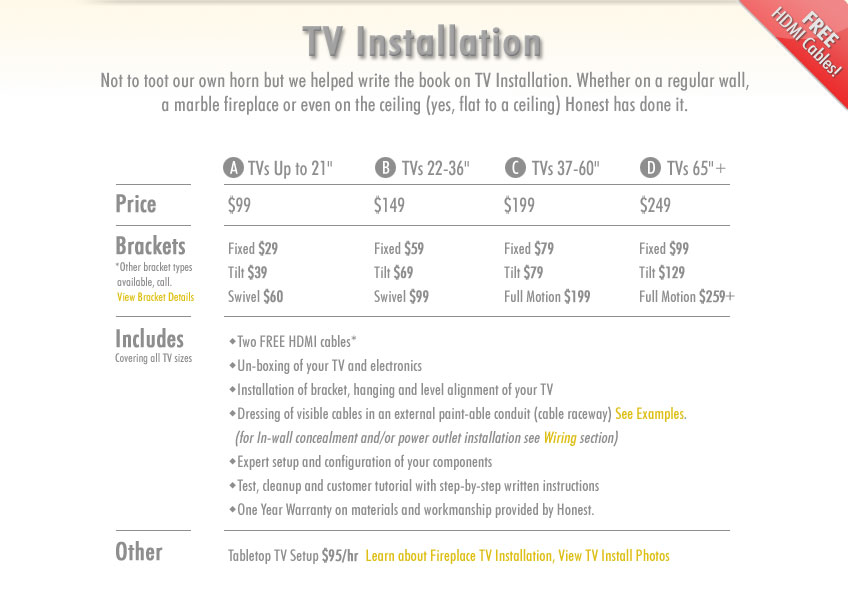 TV Installation
FREE
HDMI Cables!
Not to toot our own horn but we helped write the book on TV Installation. Whether on a regular wall,
a marble fireplace or even on the ceiling (yes, flat to a ceiling) Honest has done it.
A TVs Up to 21" B TVs 22-36" C TVs 37-60" D TVs 65"+
Price $99 $149 $199 $249
Brackets Fixed $29 Fixed $59 Fixed $79 Fixed $99
*Other bracket types
available, call. Tilt $39 Tilt $69 Tilt $79 Tilt $129
View Bracket Details Swivel $60 Swivel $99 Full Motion $199 Full Motion $259+
Includes
Covering all TV sizes
◆Two FREE HDMI cables*
◆Un-boxing of your TV and electronics
◆Installation of bracket, hanging and level alignment of your TV
◆Dressing of visible cables in an external paint-able conduit (cable raceway) See Examples.
(for In-wall concealment and/or power outlet installation see Wiring section)
◆Expert setup and configuration of your components
◆Test, cleanup and customer tutorial with step-by-step written instructions
◆One Year Warranty on materials and workmanship provided by Honest.
Other Tabletop TV Setup $95/hr Learn about Fireplace TV Installation, View TV Install Photos